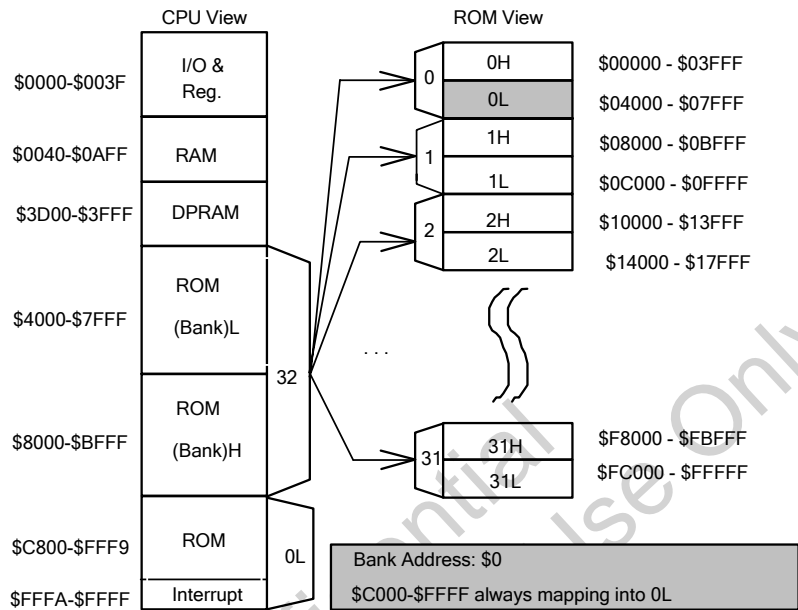 CPU View
ROM View
$0000-$003F
I/O &
Reg.
$0040-$0AFF
RAM
$3D00-$3FFF
DPRAM
$4000-$7FFF
ROM
(Bank)L
$8000-$BFFF
ROM
(Bank)H
32
$C800-$FFF9
ROM
$FFFA-$FFFF
Interrupt
0L
0
0H
$00000 - $03FFF
0L
$04000 - $07FFF
1
1H
$08000 - $0BFFF
1L
$0C000 - $0FFFF
2
2H
$10000 - $13FFF
2L
$14000 - $17FFF
. . .
31
31H
$F8000 - $FBFFF
31L
$FC000 - $FFFFF
Bank Address: $0
$C000-$FFFF always mapping into 0L
Use Only